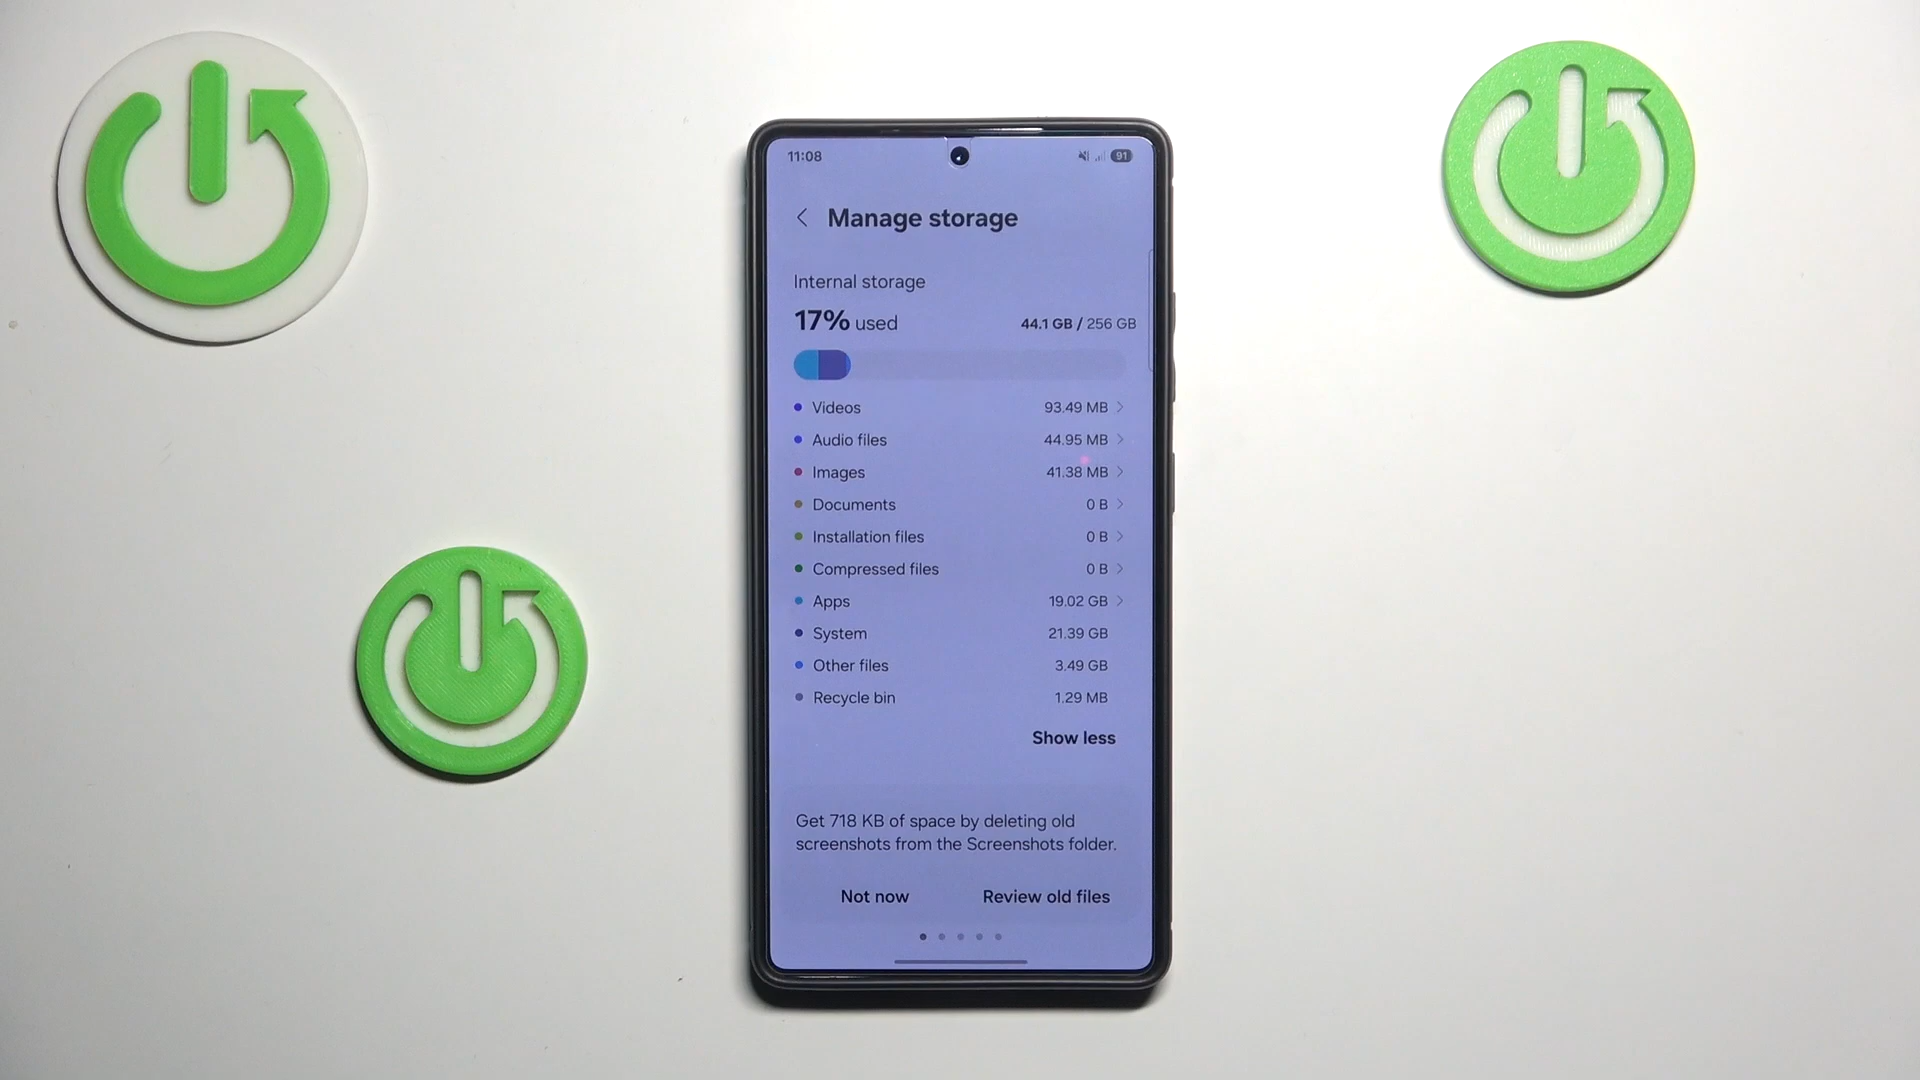 11:08
91
Manage storage
Internal storage
17% used 44.1 GB / 256 GB
Videos 93.49 MB
Audio files 44.95 MB
Images 41.38 MB
Documents 0 B
Installation files 0 B
Compressed files 0 B
Apps 19.02 GB
System 21.39 GB
Other files 3.49 GB
Recycle bin 1.29 MB
Show less
Get 718 KB of space by deleting old
screenshots from the Screenshots folder.
Not now Review old files